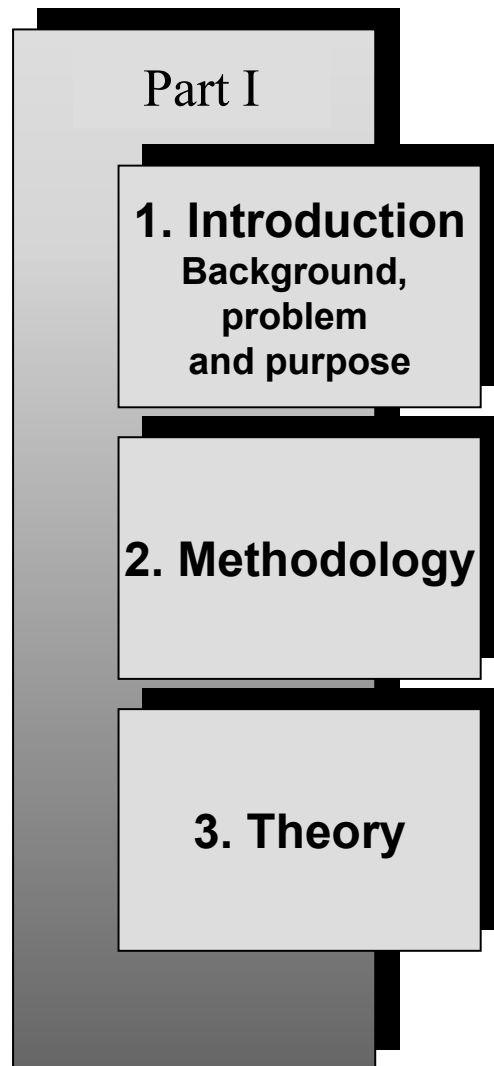 Part I
1. Introduction
Background,
problem
and purpose
2. Methodology
3. Theory